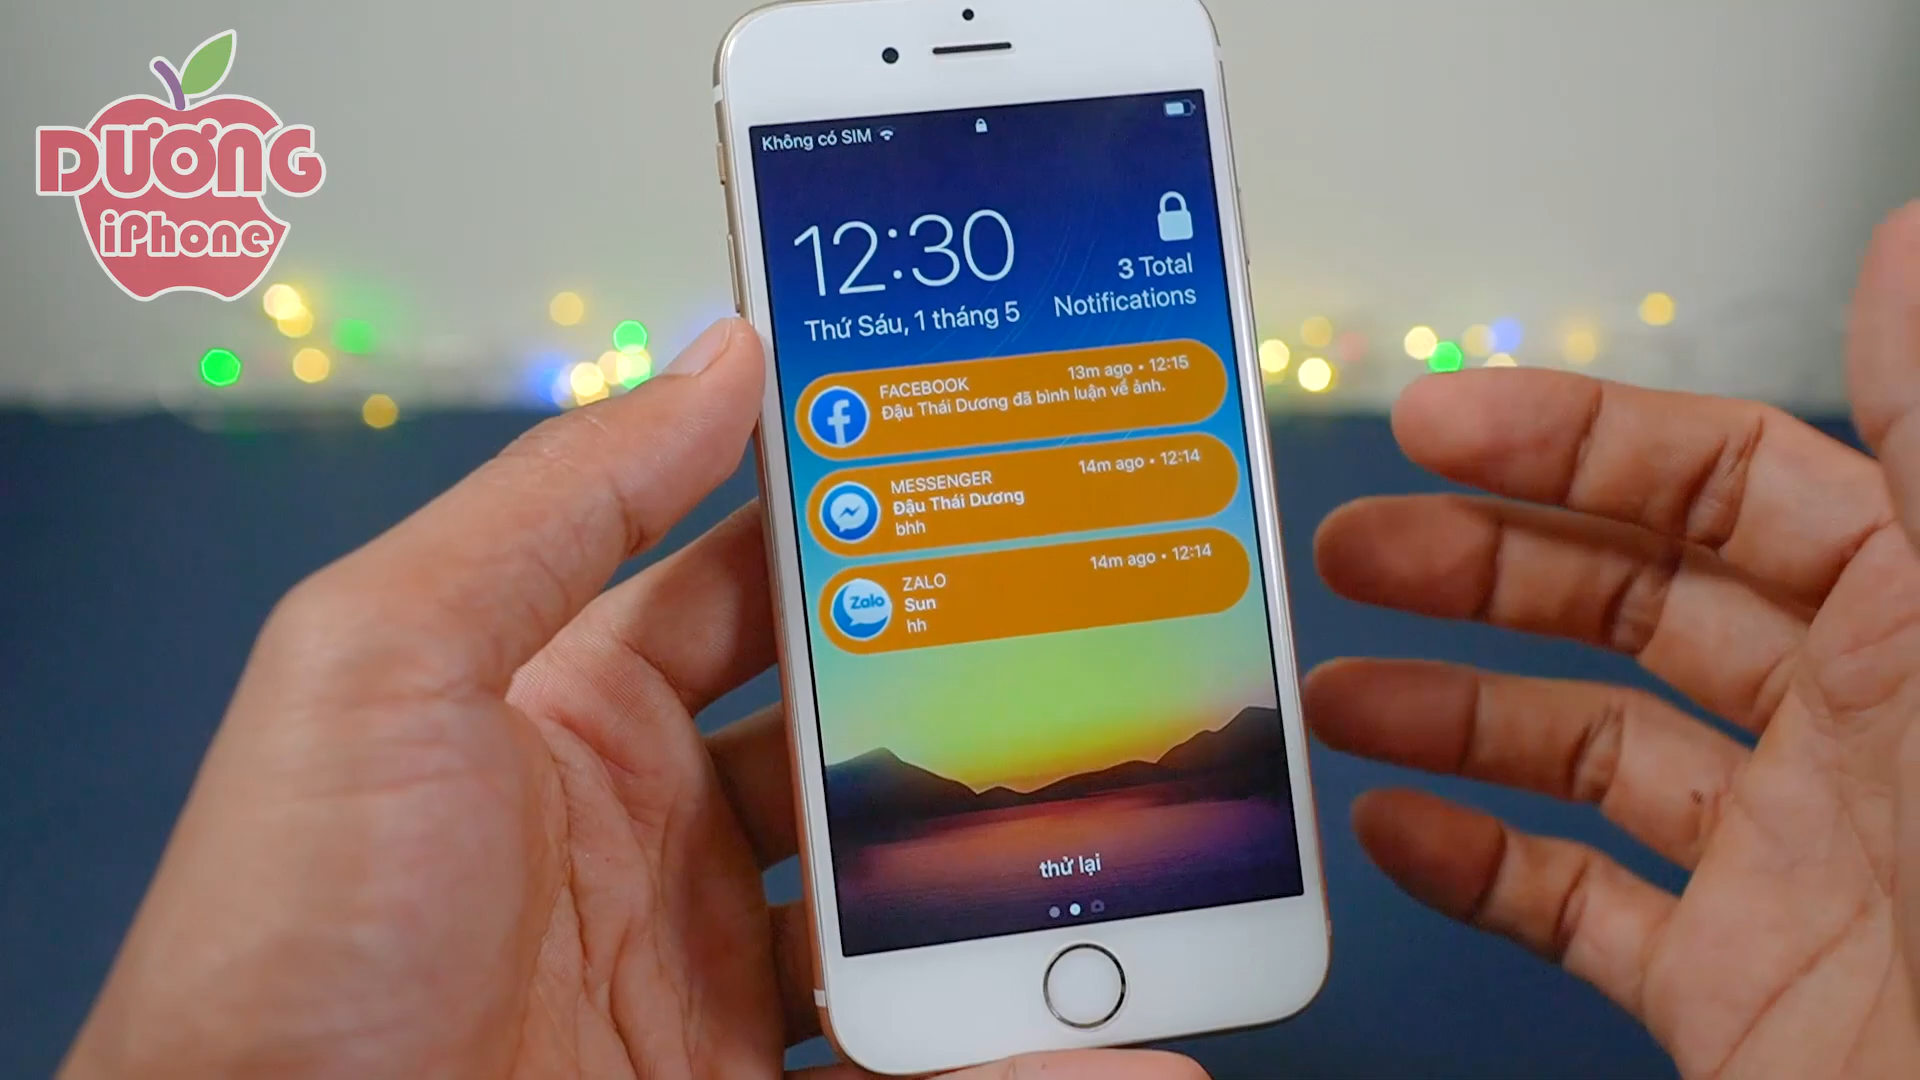 DƯƠNG
iPhone
Không có SIM
12:30
Thứ Sáu, 1 tháng 5
3 Total
Notifications
FACEBOOK
13m ago • 12:15
Đậu Thái Dương đã bình luận về ảnh.
MESSENGER
14m ago • 12:14
Đậu Thái Dương
bhh
Zalo
ZALO
14m ago • 12:14
Sun
hh
thử lại